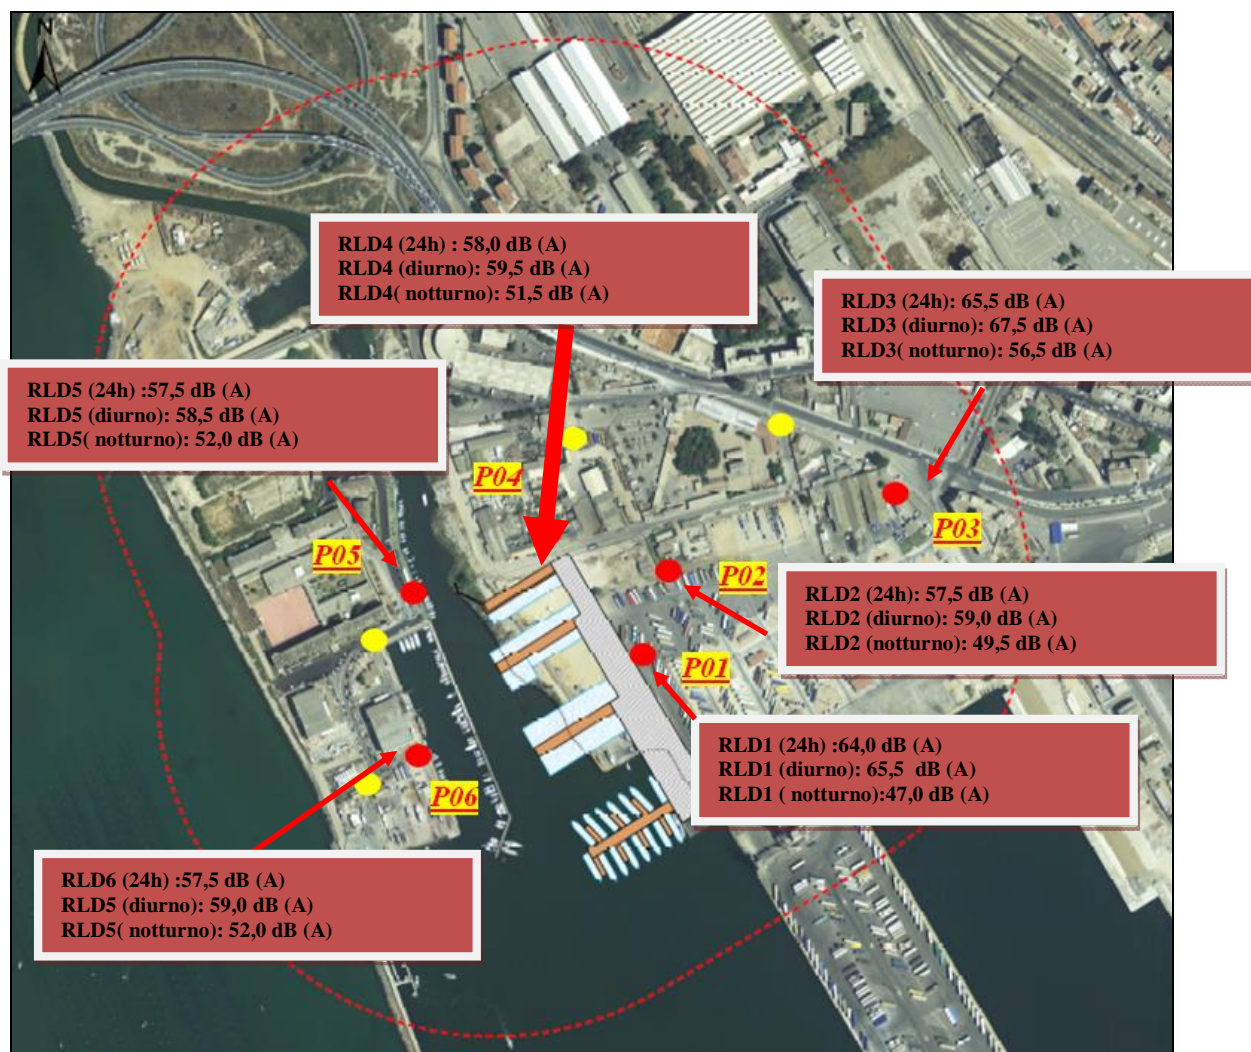 N
RLD4 (24h) : 58,0 dB (A)
RLD4 (diurno): 59,5 dB (A)
RLD4( notturno): 51,5 dB (A)
RLD3 (24h): 65,5 dB (A)
RLD3 (diurno): 67,5 dB (A)
RLD3( notturno): 56,5 dB (A)
RLD5 (24h) :57,5 dB (A)
RLD5 (diurno): 58,5 dB (A)
RLD5( notturno): 52,0 dB (A)
P04
P03
P05
P02
RLD2 (24h): 57,5 dB (A)
RLD2 (diurno): 59,0 dB (A)
RLD2 (notturno): 49,5 dB (A)
P01
RLD1 (24h) :64,0 dB (A)
RLD1 (diurno): 65,5 dB (A)
RLD1 ( notturno):47,0 dB (A)
P06
RLD6 (24h) :57,5 dB (A)
RLD5 (diurno): 59,0 dB (A)
RLD5( notturno): 52,0 dB (A)